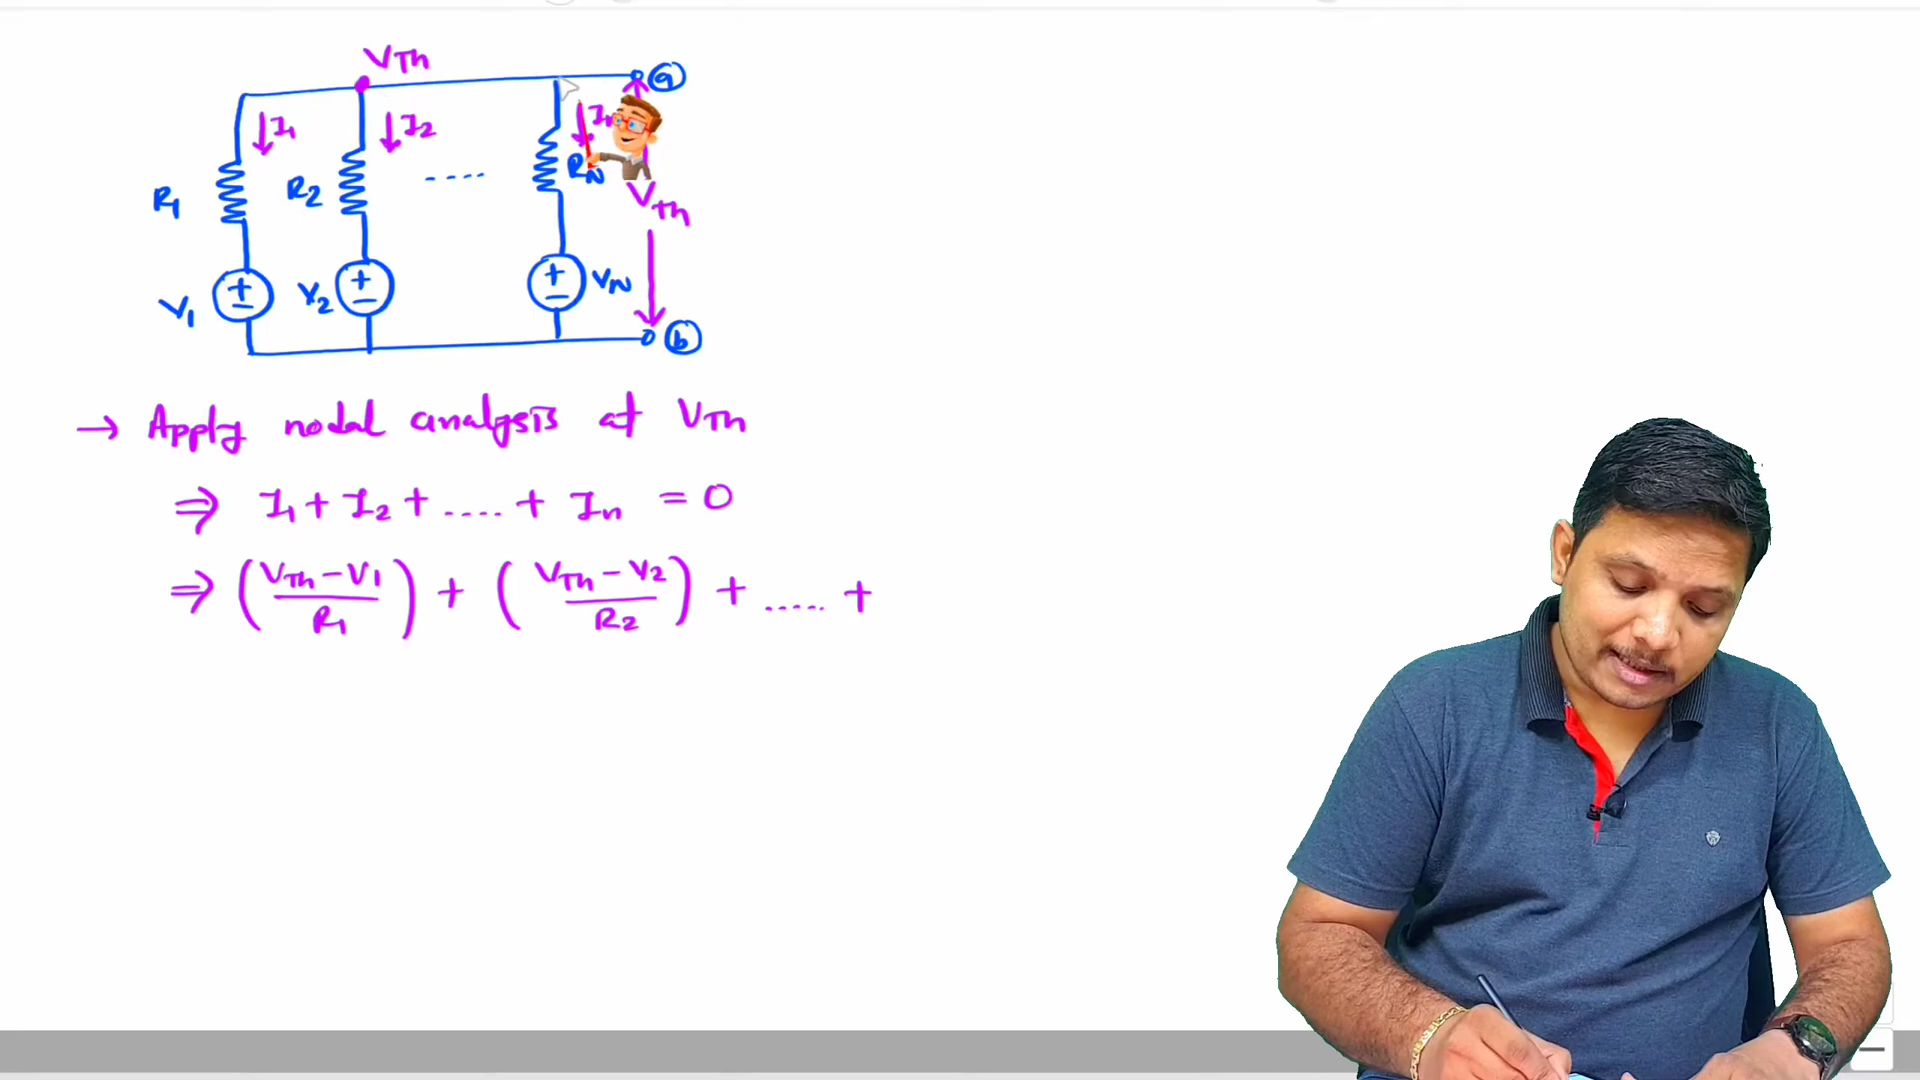 VTh
a
I1 I2 I
R1 R2 ---- RN
VTh
V1 V2 VN
+ − + − + −
b
→ Apply nodal analysis at VTh
⇒ I1 + I2 + ..... + In = 0
⇒ (VTh − V1 / R1) + (VTh − V2 / R2) + ..... +